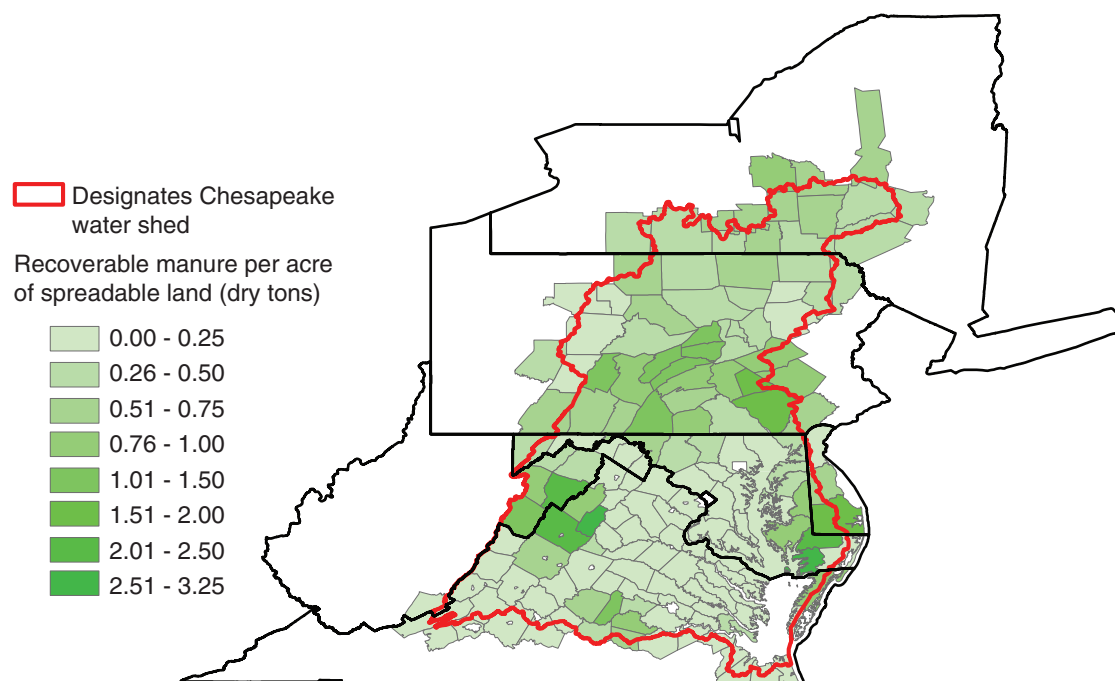 Designates Chesapeake
water shed
Recoverable manure per acre
of spreadable land (dry tons)
0.00 - 0.25
0.26 - 0.50
0.51 - 0.75
0.76 - 1.00
1.01 - 1.50
1.51 - 2.00
2.01 - 2.50
2.51 - 3.25